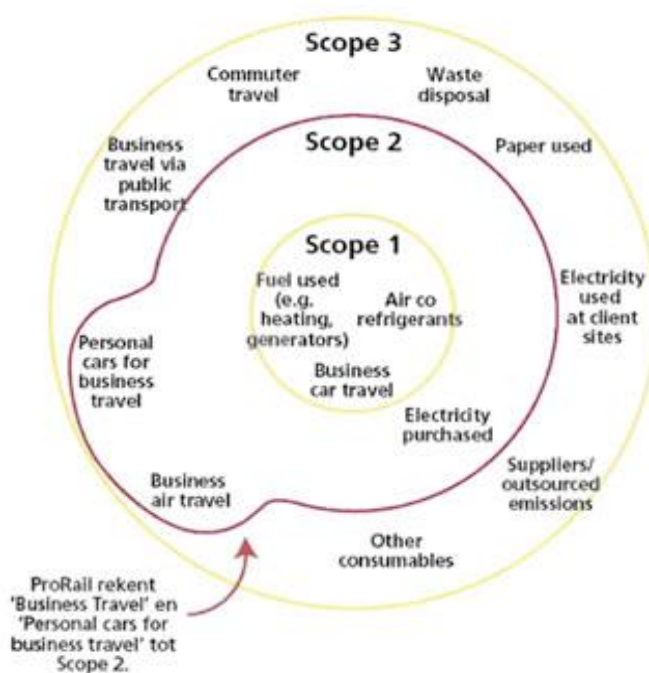 Scope 3
Commuter
travel
Waste
disposal
Business
travel via
public
transport
Scope 2
Paper used
Scope 1
Fuel used
(e.g.
heating,
generators)
Air co
refrigerants
Business
car travel
Electricity
used
at client
sites
Personal
cars for
business
travel
Electricity
purchased
Business
air travel
Suppliers/
outsourced
emissions
Other
consumables
ProRail rekent
'Business Travel' en
'Personal cars for
business travel' tot
Scope 2.